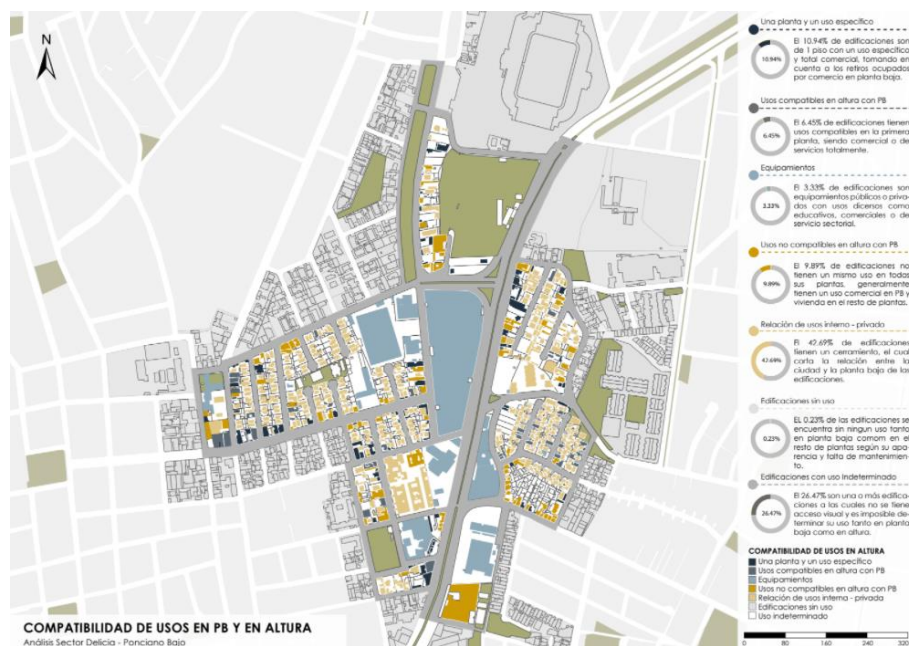 N
Una planta y un uso específico
10.94%
El 10.94% de edificaciones son
de 1 piso con un uso específico
y total comercial, tomando en
cuenta a los retiros ocupados
por comercio en planta baja.
Usos compatibles en altura con PB
6.45%
El 6.45% de edificaciones tienen
usos compatibles en la primera
planta, siendo comercial o de
servicios totalmente.
Equipamientos
3.33%
El 3.33% de edificaciones son
equipamientos públicos o priva-
dos con usos dicersos como
educativos, comerciales o de
servicio sectorial.
Usos no compatibles en altura con PB
9.89%
El 9.89% de edificaciones no
tienen un mismo uso en todas
sus plantas, generalmente
tienen un uso comercial en PB y
vivienda en el resto de plantas.
Relación de usos interna - privado
42.69%
El 42.69% de edificaciones
tienen un cerramiento, el cual
corta la relación entre la
ciudad y la planta baja de las
edificaciones.
Edificaciones sin uso
0.23%
EL 0.23% de las edificaciones se
encuentra sin ningun uso tanto
en planta baja comom en el
resto de plantas según su apa-
rencia y falta de mantenimien-
to.
Edificaciones con uso indeterminado
26.47%
El 26.47% son una o más edifica-
ciones a las cuales no se tiene
acceso visual y es imposible de-
terminar su uso tanto en planta
baja como en altura.
COMPATIBILIDAD DE USOS EN ALTURA
Una planta y un uso específico
Usos compatibles en altura con PB
Equipamientos
Usos no compatibles en altura con PB
Relación de usos interna - privada
Edificaciones sin uso
Uso indeterminado
0 80 160 240 320
COMPATIBILIDAD DE USOS EN PB Y EN ALTURA
Análisis Sector Delicia - Ponciano Bajo